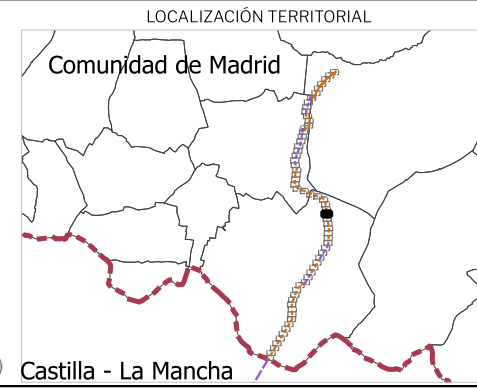 LOCALIZACIÓN TERRITORIAL
Comunidad de Madrid
Castilla - La Mancha